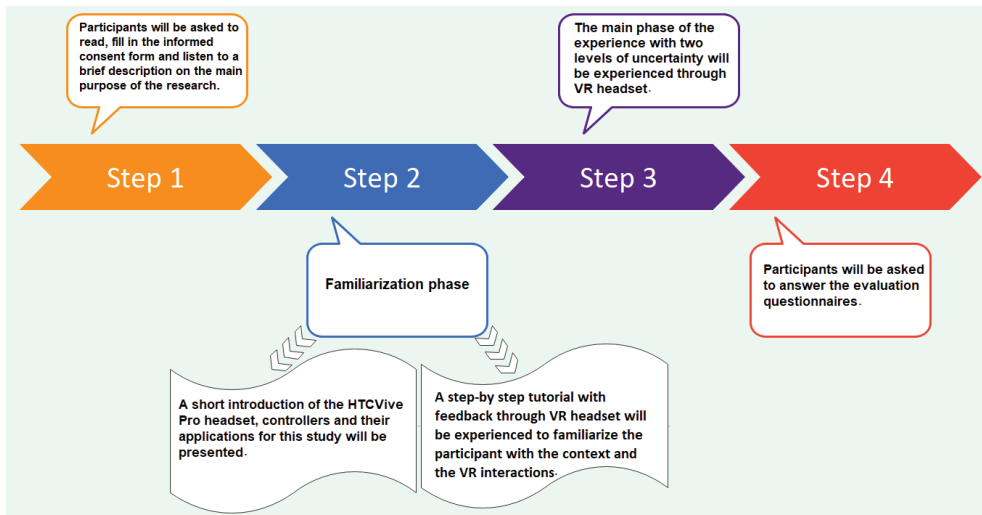 Participants will be asked to
read, fill in the informed
consent form and listen to a
brief description on the main
purpose of the research.
The main phase of the
experience with two
levels of uncertainty will
be experienced through
VR headset.
Step 1
Step 2
Step 3
Step 4
Familiarization phase
Participants will be asked
to answer the evaluation
questionnaires.
A short introduction of the HTCVive
Pro headset, controllers and their
applications for this study will be
presented.
A step-by step tutorial with
feedback through VR headset will
be experienced to familiarize the
participant with the context and
the VR interactions.